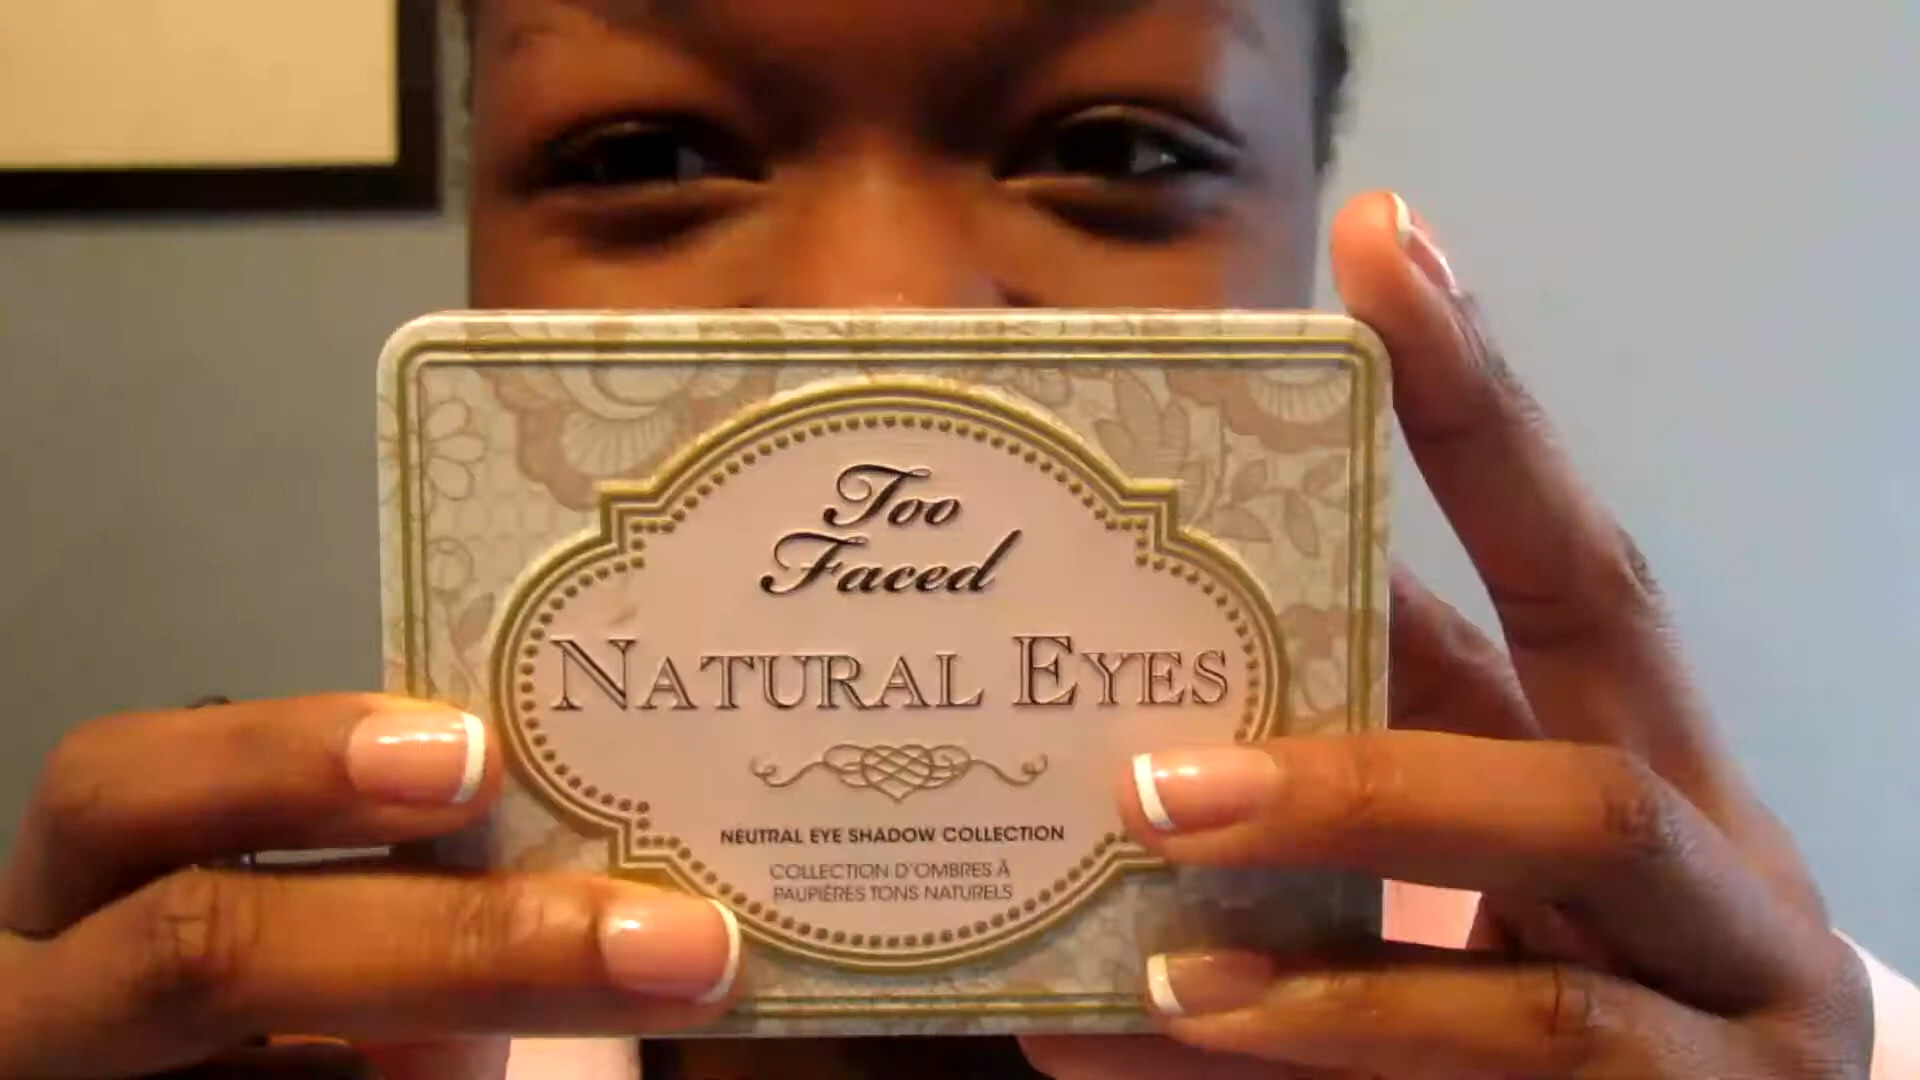 Too
Faced
NATURAL EYES
NEUTRAL EYE SHADOW COLLECTION
COLLECTION D'OMBRES À
PAUPIÈRES TONS NATURELS